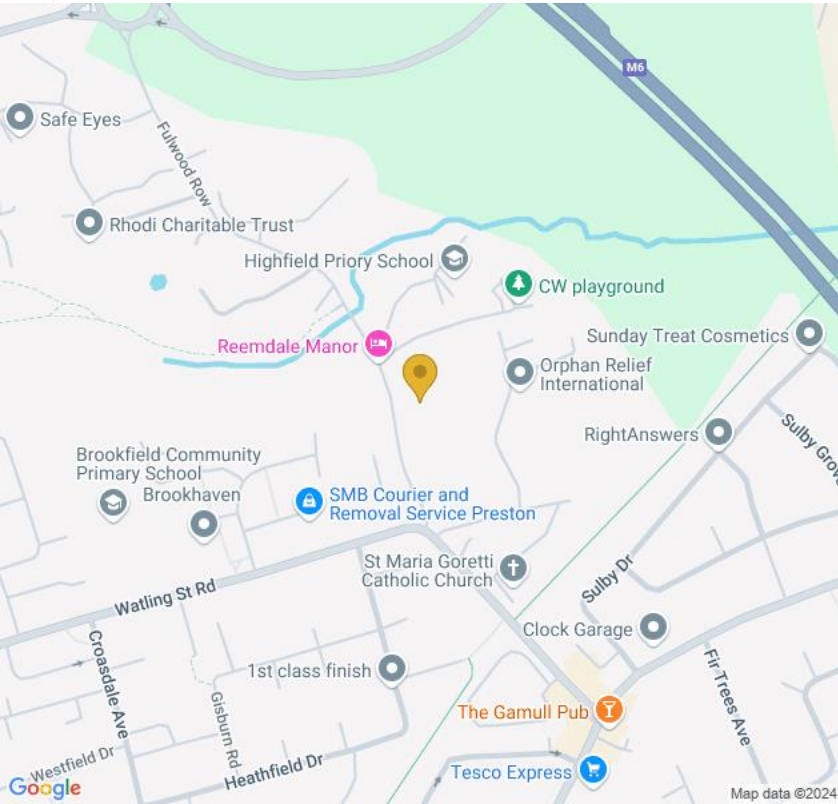 M6
Safe Eyes
Fulwood Row
Rhodi Charitable Trust
Highfield Priory School
CW playground
Reemdale Manor
Sunday Treat Cosmetics
Orphan Relief
International
RightAnswers
Sulby Grove
Brookfield Community
Primary School
Brookhaven
SMB Courier and
Removal Service Preston
St Maria Goretti
Catholic Church
Watling St Rd
Sulby Dr
Clock Garage
Croasdale Ave
1st class finish
Gisburn Rd
Fir Trees Ave
The Gamull Pub
Westfield Dr
Heathfield Dr
Tesco Express
Google
Map data ©2024